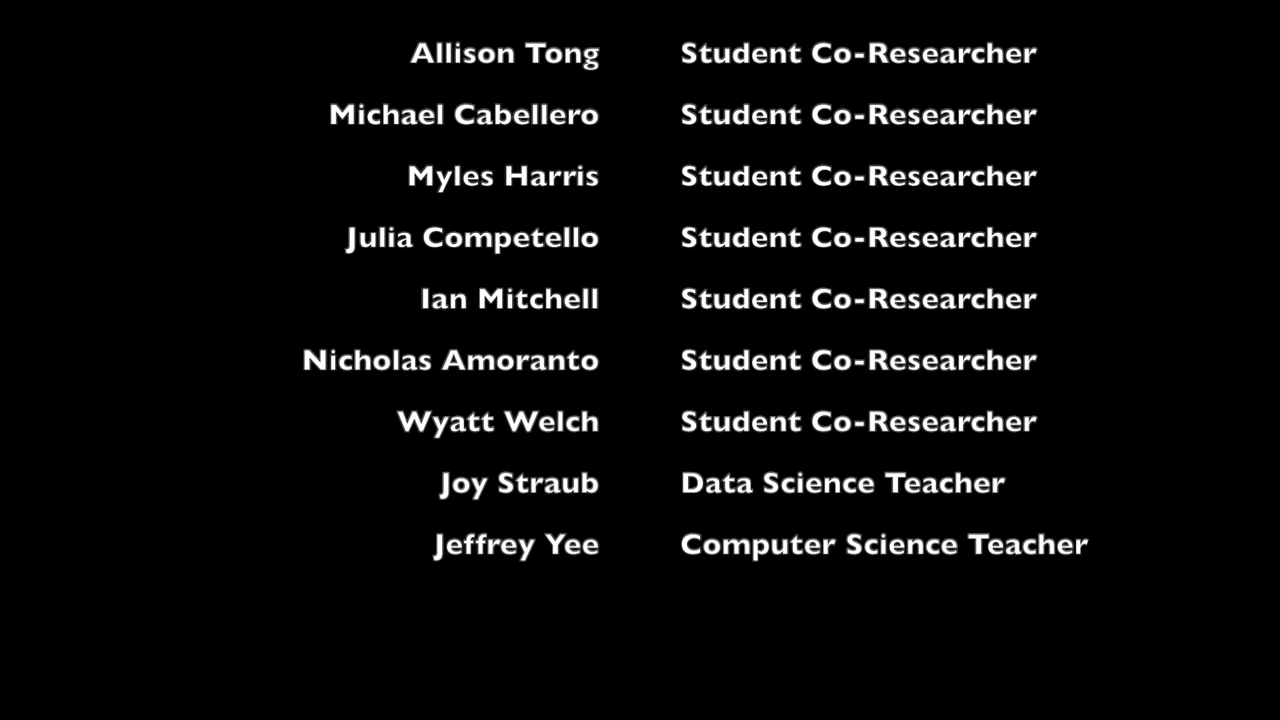 Allison Tong Student Co-Researcher
Michael Cabellero Student Co-Researcher
Myles Harris Student Co-Researcher
Julia Competello Student Co-Researcher
Ian Mitchell Student Co-Researcher
Nicholas Amoranto Student Co-Researcher
Wyatt Welch Student Co-Researcher
Joy Straub Data Science Teacher
Jeffrey Yee Computer Science Teacher